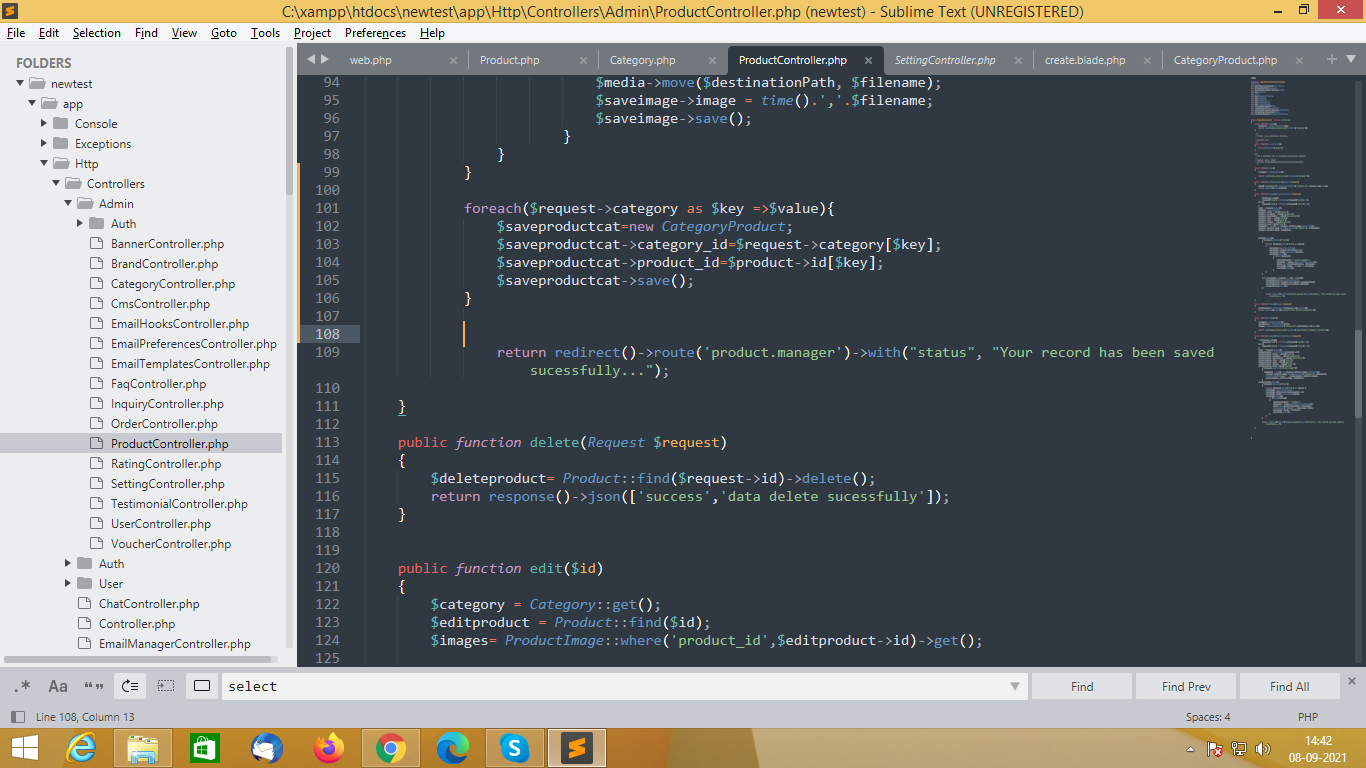 C:\xampp\htdocs\newtest\app\Http\Controllers\Admin\ProductController.php (newtest) - Sublime Text (UNREGISTERED)
File Edit Selection Find View Goto Tools Project Preferences Help
FOLDERS
newtest
app
Console
Exceptions
Http
Controllers
Admin
Auth
BannerController.php
BrandController.php
CategoryController.php
CmsController.php
EmailHooksController.php
EmailPreferencesController.php
EmailTemplatesController.php
FaqController.php
InquiryController.php
OrderController.php
ProductController.php
RatingController.php
SettingController.php
TestimonialController.php
UserController.php
VoucherController.php
Auth
User
ChatController.php
Controller.php
EmailManagerController.php
web.php Product.php Category.php ProductController.php SettingController.php create.blade.php CategoryProduct.php
94 $media->move($destinationPath, $filename);
95 $saveimage->image = time().','.$filename;
96 $saveimage->save();
97 }
98 }
99 }
100
101 foreach($request->category as $key =>$value){
102 $saveproductcat=new CategoryProduct;
103 $saveproductcat->category_id=$request->category[$key];
104 $saveproductcat->product_id=$product->id[$key];
105 $saveproductcat->save();
106 }
107
108
109 return redirect()->route('product.manager')->with("status", "Your record has been saved
sucessfully...");
110
111 }
112
113 public function delete(Request $request)
114 {
115 $deleteproduct= Product::find($request->id)->delete();
116 return response()->json(['success','data delete sucessfully']);
117 }
118
119
120 public function edit($id)
121 {
122 $category = Category::get();
123 $editproduct = Product::find($id);
124 $images= ProductImage::where('product_id',$editproduct->id)->get();
125
.* Aa “” select Find Find Prev Find All
Line 108, Column 13 Spaces: 4 PHP
14:42
08-09-2021